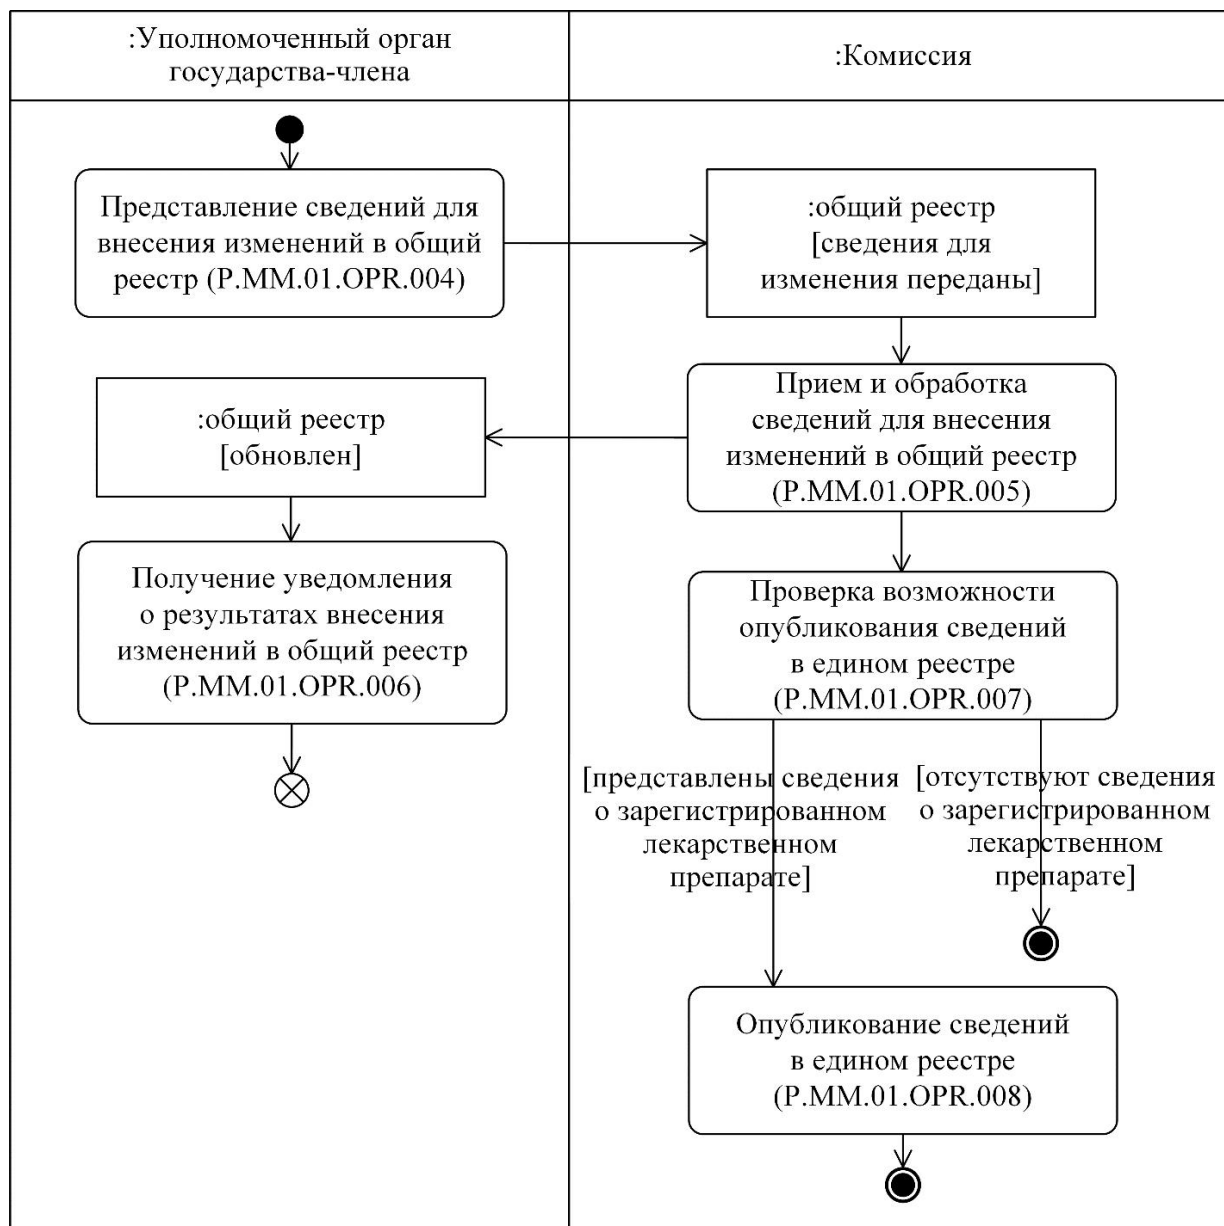 :Уполномоченный орган
государства-члена
:Комиссия
Представление сведений для
внесения изменений в общий
реестр (P.MM.01.OPR.004)
:общий реестр
[сведения для
изменения переданы]
Прием и обработка
сведений для внесения
изменений в общий реестр
(P.MM.01.OPR.005)
:общий реестр
[обновлен]
Получение уведомления
о результатах внесения
изменений в общий реестр
(P.MM.01.OPR.006)
Проверка возможности
опубликования сведений
в едином реестре
(P.MM.01.OPR.007)
[представлены сведения
о зарегистрированном
лекарственном
препарате]
[отсутствуют сведения
о зарегистрированном
лекарственном
препарате]
Опубликование сведений
в едином реестре
(P.MM.01.OPR.008)